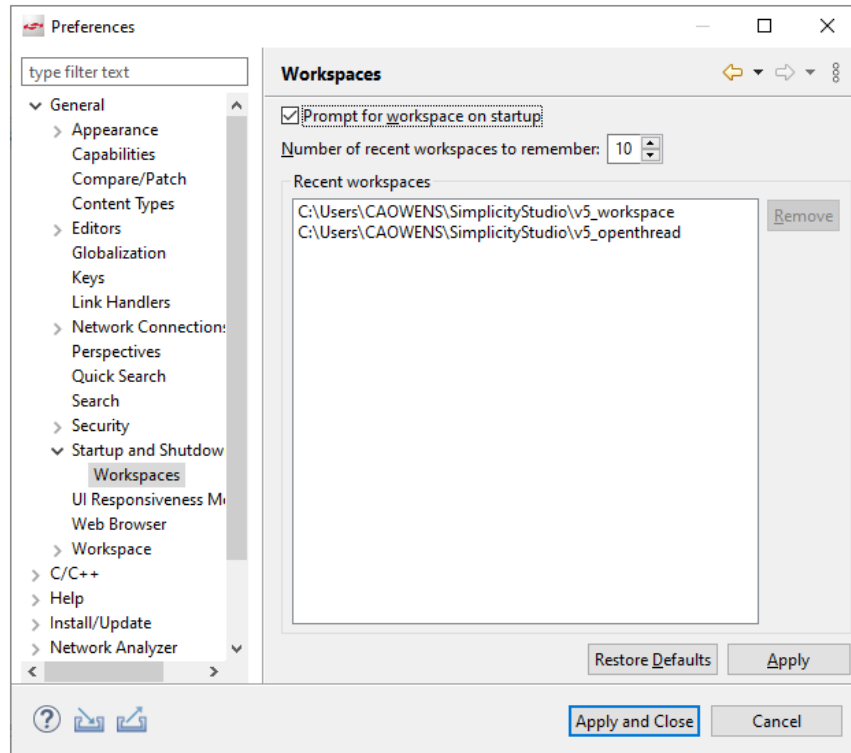 Preferences
type filter text
General
Appearance
Capabilities
Compare/Patch
Content Types
Editors
Globalization
Keys
Link Handlers
Network Connection
Perspectives
Quick Search
Search
Security
Startup and Shutdow
Workspaces
UI Responsiveness M
Web Browser
Workspace
C/C++
Help
Install/Update
Network Analyzer
Workspaces
Prompt for workspace on startup
Number of recent workspaces to remember: 10
Recent workspaces
C:\Users\CAOWENS\SimplicityStudio\v5_workspace
C:\Users\CAOWENS\SimplicityStudio\v5_openthread
Remove
Restore Defaults
Apply
Apply and Close
Cancel